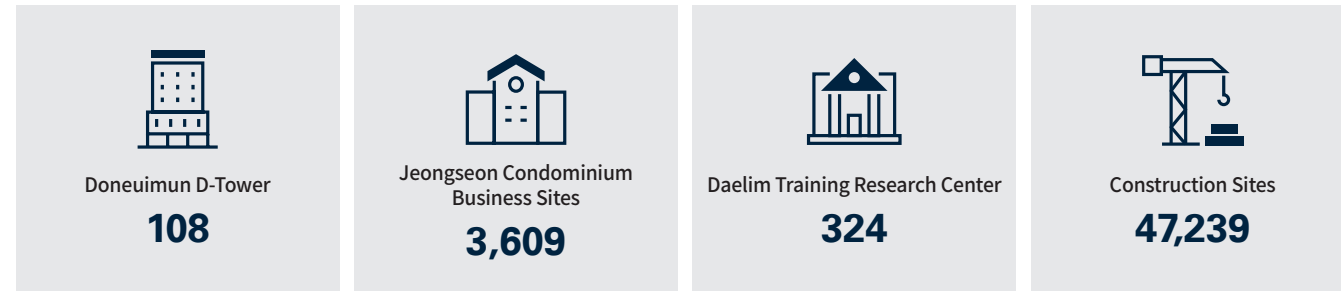 Doneuimun D-Tower
108
Jeongseon Condominium
Business Sites
3,609
Daelim Training Research Center
324
Construction Sites
47,239